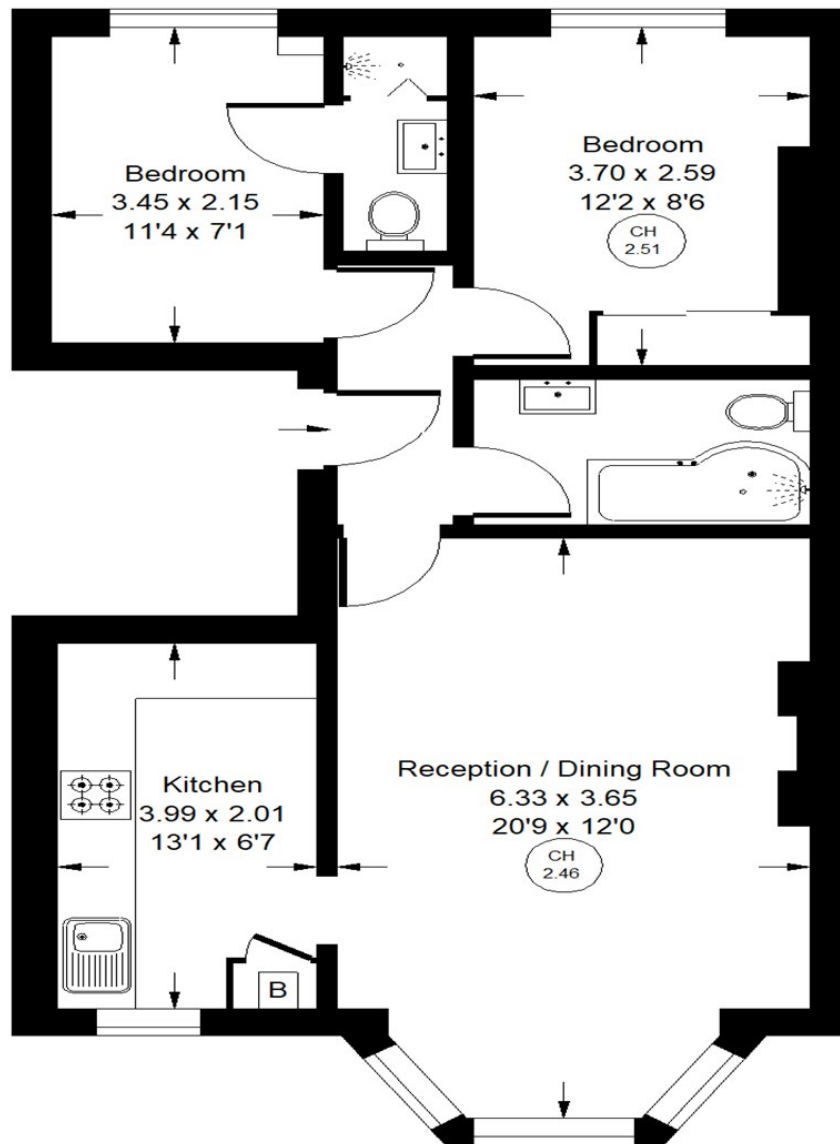 Bedroom
3.45 x 2.15
11'4 x 7'1
Bedroom
3.70 x 2.59
12'2 x 8'6
CH
2.51
Kitchen
3.99 x 2.01
13'1 x 6'7
B
Reception / Dining Room
6.33 x 3.65
20'9 x 12'0
CH
2.46